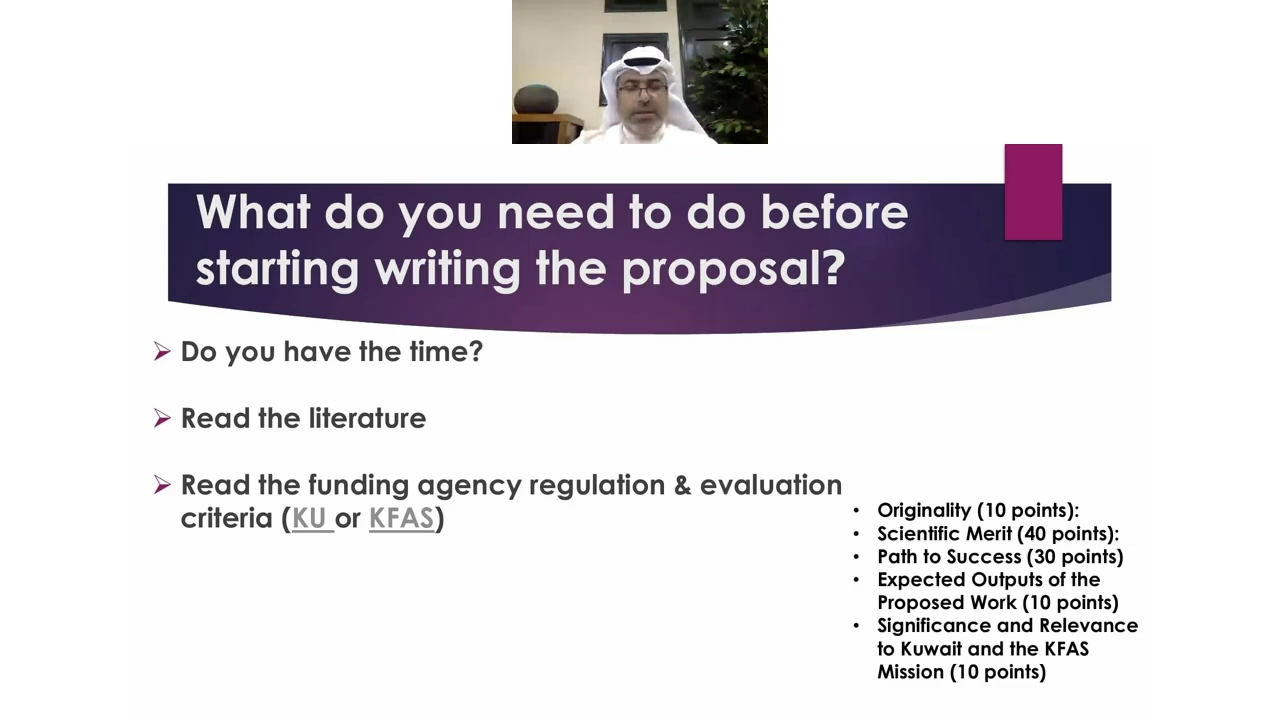 What do you need to do before
starting writing the proposal?
Do you have the time?
Read the literature
Read the funding agency regulation & evaluation
criteria (KU or KFAS)
• Originality (10 points):
• Scientific Merit (40 points):
• Path to Success (30 points)
• Expected Outputs of the
Proposed Work (10 points)
• Significance and Relevance
to Kuwait and the KFAS
Mission (10 points)